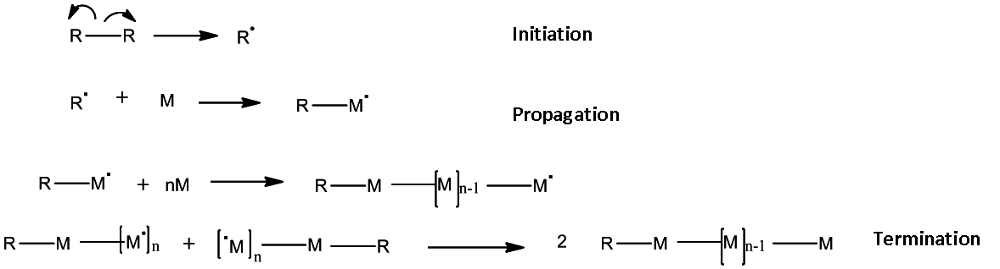 R—R → R• Initiation
R• + M → R—M• Propagation
R—M• + nM → R—M—[M]n-1—M•
R—M—[M•]n + [•M]n—M—R → 2 R—M—[M]n-1—M Termination